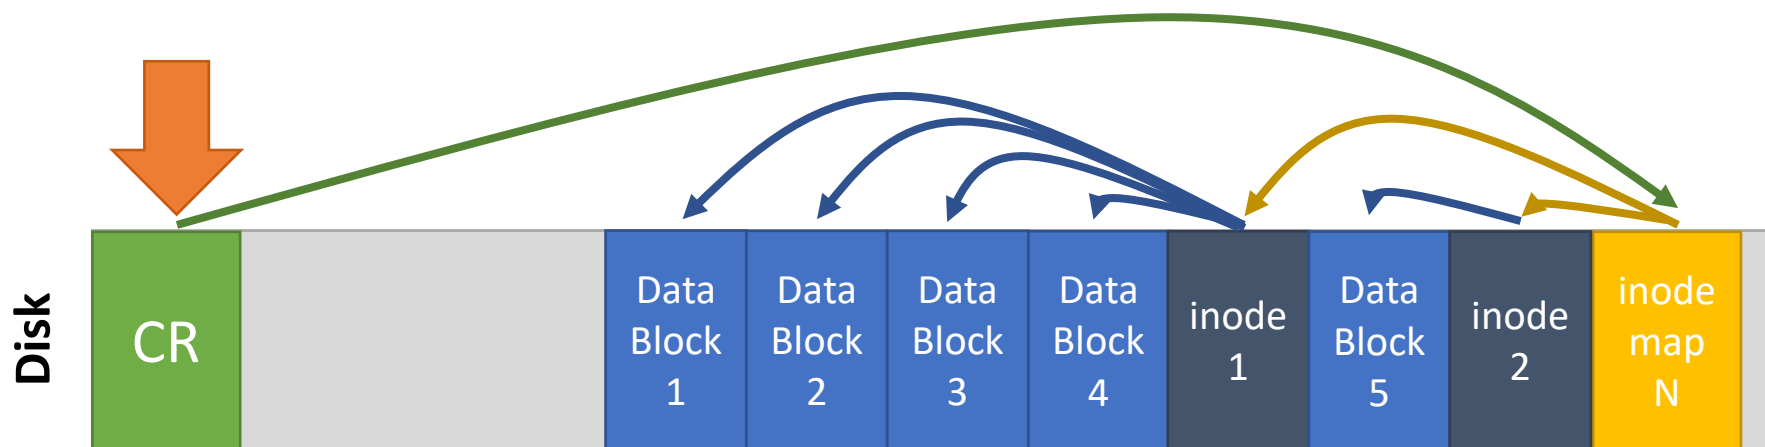 Disk
CR
Data
Block
1
Data
Block
2
Data
Block
3
Data
Block
4
inode
1
Data
Block
5
inode
2
inode
map
N